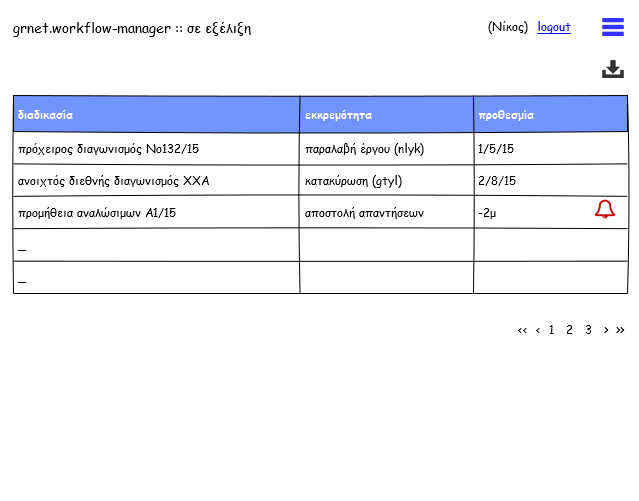 grnet.workflow-manager :: σε εξέλιξη (Νίκος) logout
διαδικασία εκκρεμότητα προθεσμία
πρόχειρος διαγωνισμός Νο132/15 παραλαβή έργου (nlyk) 1/5/15
ανοιχτός διεθνής διαγωνισμός ΧΧΑ κατακύρωση (gtyl) 2/8/15
προμήθεια αναλώσιμων Α1/15 αποστολή απαντήσεων -2μ
_
_
<< < 1 2 3 > >>